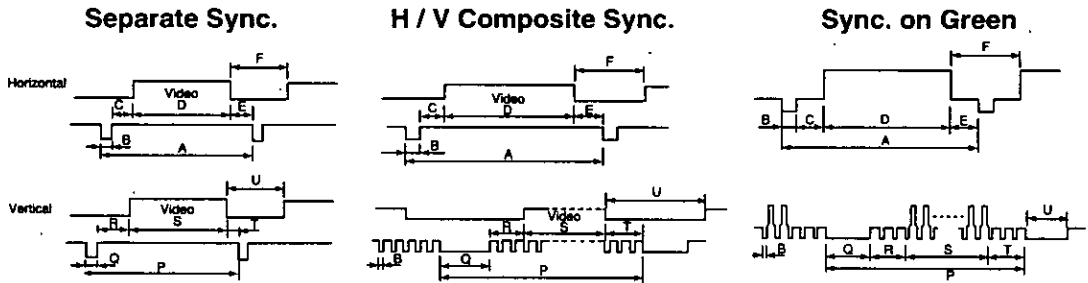 Separate Sync. H / V Composite Sync. Sync. on Green
F F F
Horizontal
Video Video
C D E C D E
B C D E
B B
A A A
U U
Vertical Video Video U
R S T R S T
B Q R S T
Q B Q
P P P